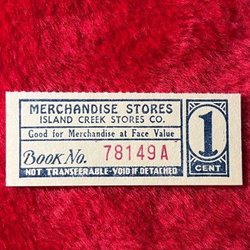 MERCHANDISE STORES
ISLAND CREEK STORES CO.
Good for Merchandise at Face Value
BOOK No. 78149A
NOT TRANSFERABLE-VOID IF DETACHED
1
CENT